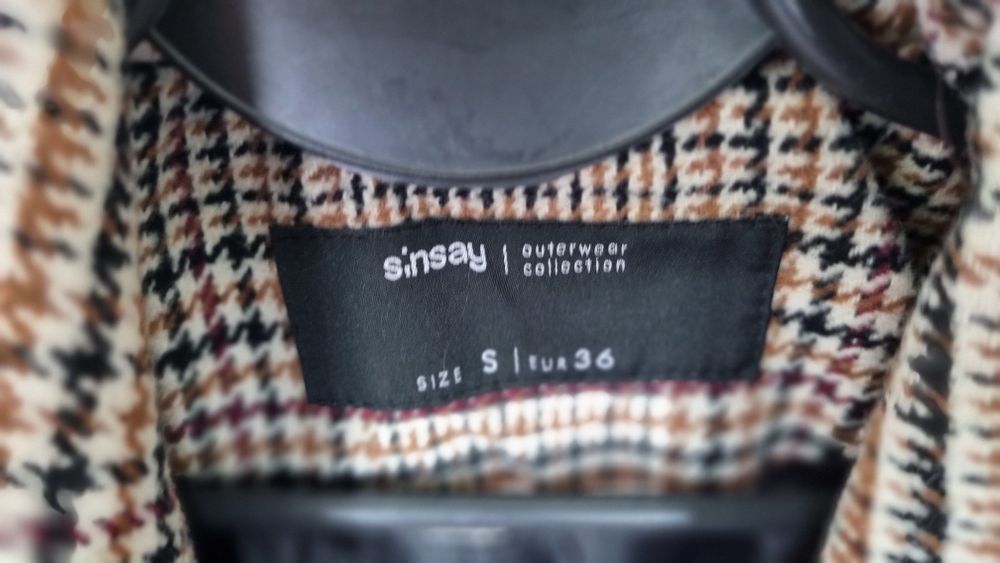 sinsay | outerwear
collection
SIZE S | EUR 36